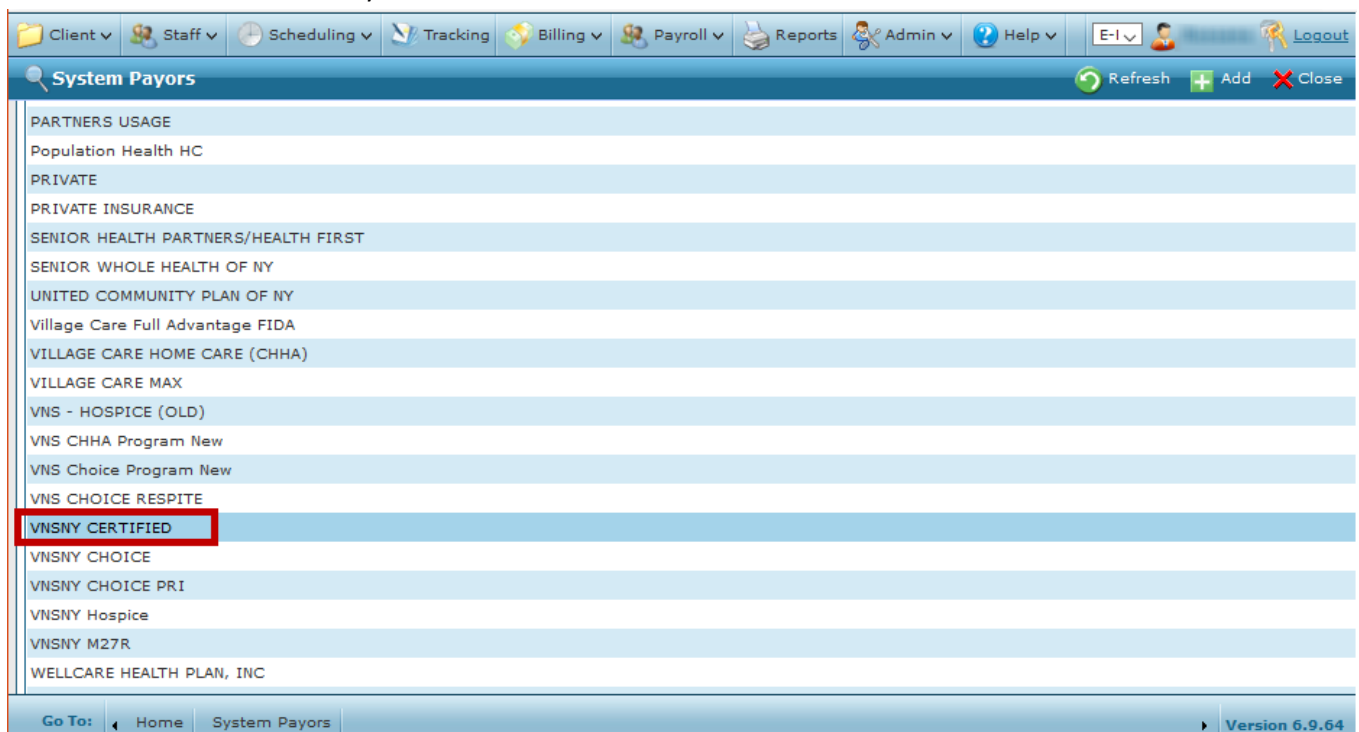 Client Staff Scheduling Tracking Billing Payroll Reports Admin Help E-I Logout
System Payors Refresh Add Close
PARTNERS USAGE
Population Health HC
PRIVATE
PRIVATE INSURANCE
SENIOR HEALTH PARTNERS/HEALTH FIRST
SENIOR WHOLE HEALTH OF NY
UNITED COMMUNITY PLAN OF NY
Village Care Full Advantage FIDA
VILLAGE CARE HOME CARE (CHHA)
VILLAGE CARE MAX
VNS - HOSPICE (OLD)
VNS CHHA Program New
VNS Choice Program New
VNS CHOICE RESPITE
VNSNY CERTIFIED
VNSNY CHOICE
VNSNY CHOICE PRI
VNSNY Hospice
VNSNY M27R
WELLCARE HEALTH PLAN, INC
Go To: Home System Payors Version 6.9.64